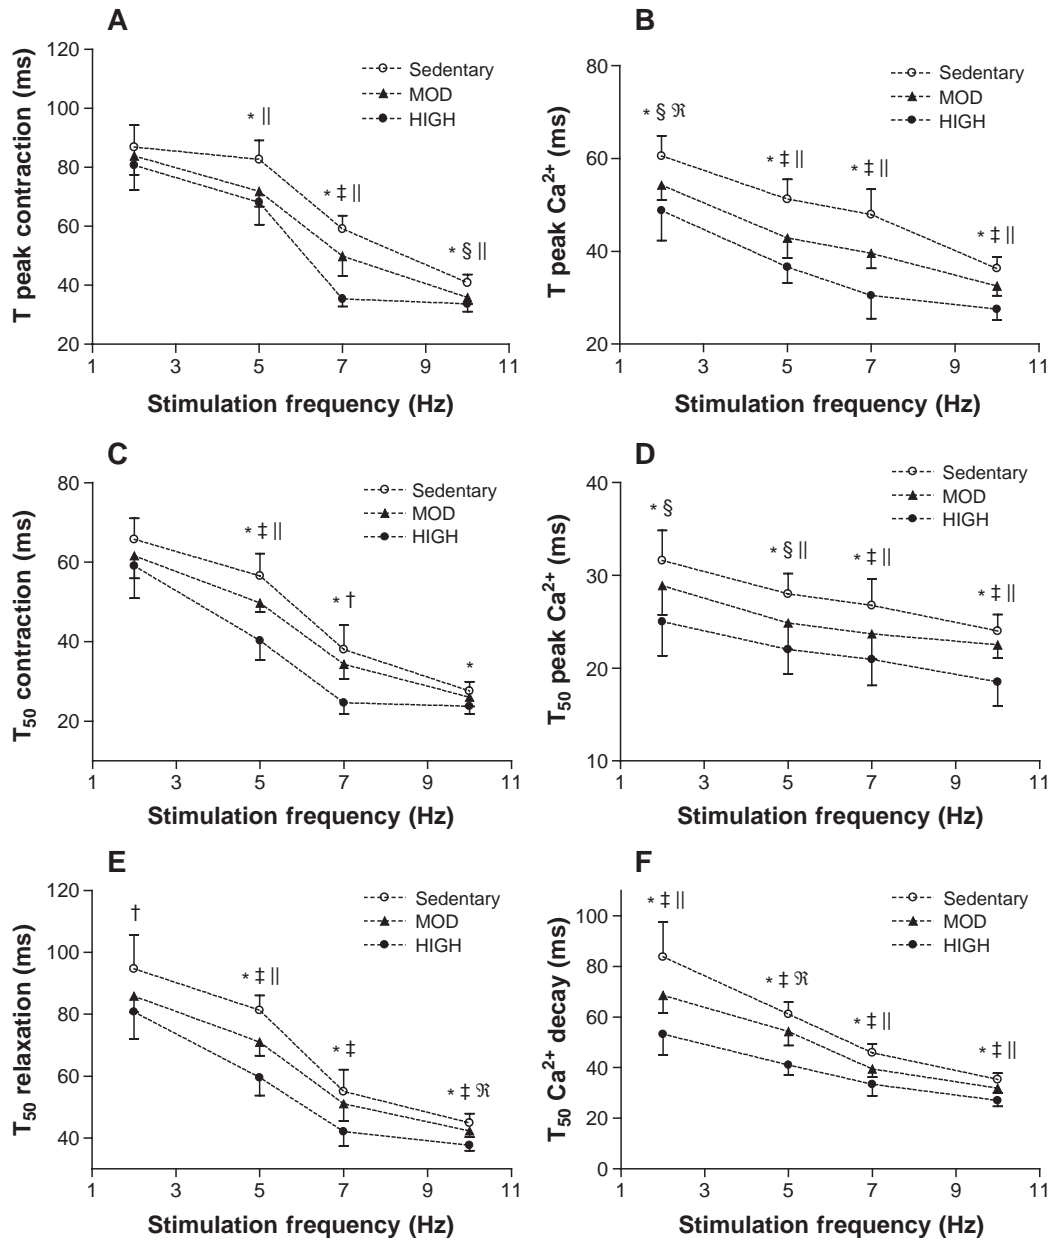 A
T peak contraction (ms)
120
100
80
60
40
20
Sedentary
MOD
HIGH
* ||
* ‡ ||
* § ||
1 3 5 7 9 11
Stimulation frequency (Hz)
B
T peak Ca²⁺ (ms)
80
60
40
20
Sedentary
MOD
HIGH
* § ℜ
* ‡ ||
* ‡ ||
* ‡ ||
1 3 5 7 9 11
Stimulation frequency (Hz)
C
T₅₀ contraction (ms)
80
60
40
20
Sedentary
MOD
HIGH
* ‡ ||
* †
*
1 3 5 7 9 11
Stimulation frequency (Hz)
D
T₅₀ peak Ca²⁺ (ms)
40
30
20
10
Sedentary
MOD
HIGH
* §
* § ||
* ‡ ||
* ‡ ||
1 3 5 7 9 11
Stimulation frequency (Hz)
E
T₅₀ relaxation (ms)
120
100
80
60
40
Sedentary
MOD
HIGH
†
* ‡ ||
* ‡
* ‡ ℜ
1 3 5 7 9 11
Stimulation frequency (Hz)
F
T₅₀ Ca²⁺ decay (ms)
100
80
60
40
20
0
Sedentary
MOD
HIGH
* ‡ ||
* ‡ ℜ
* ‡ ||
* ‡ ||
1 3 5 7 9 11
Stimulation frequency (Hz)